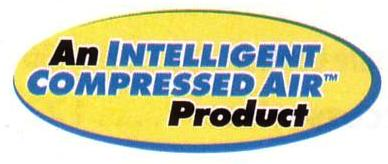 An INTELLIGENT
COMPRESSED AIR™
Product